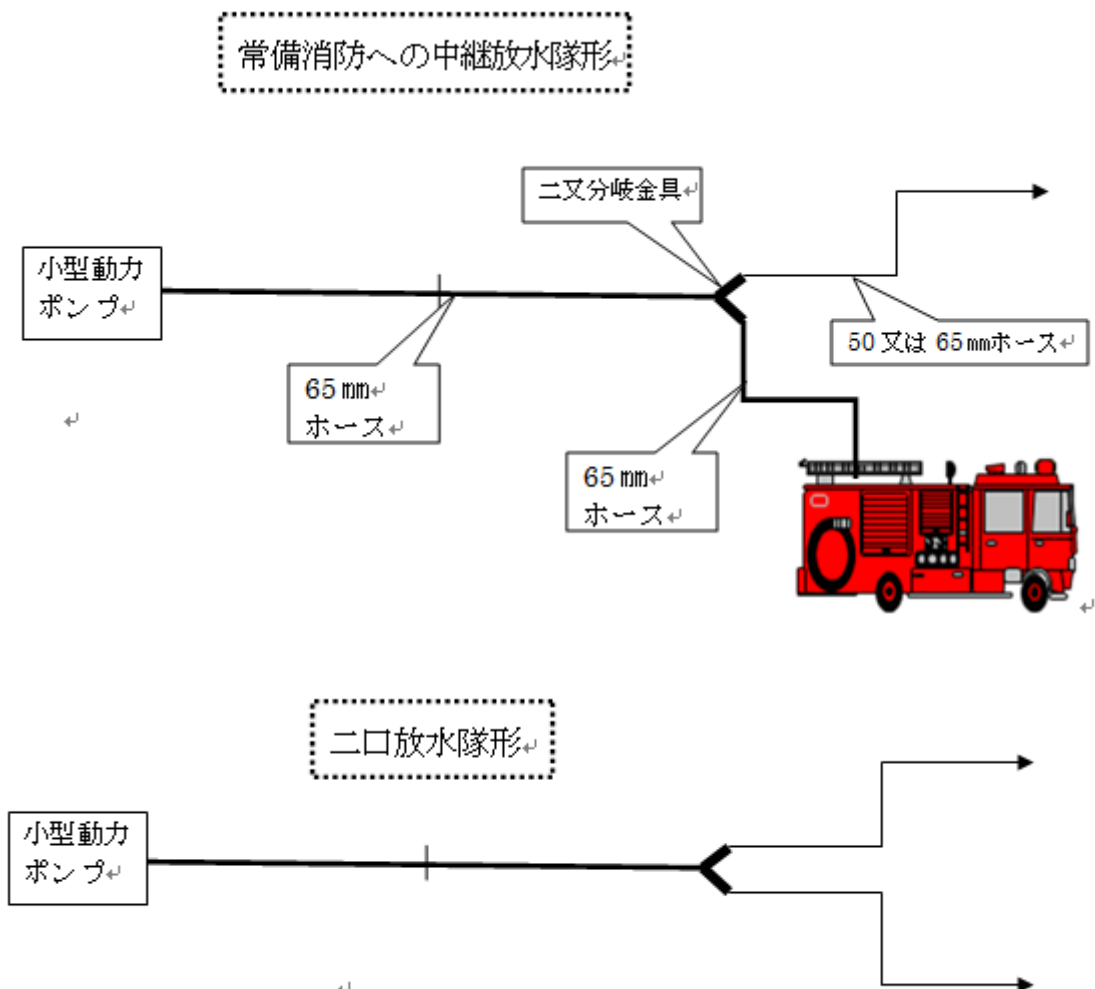 常備消防への中継放水隊形
二又分岐金具
小型動力
ポンプ
50又は65㎜ホース
65㎜
ホース
65㎜
ホース
二口放水隊形
小型動力
ポンプ